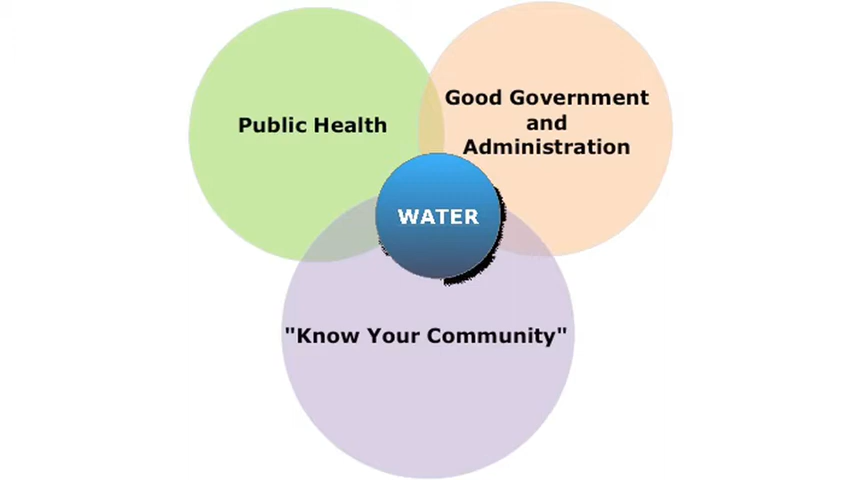 Public Health
Good Government
and
Administration
WATER
"Know Your Community"